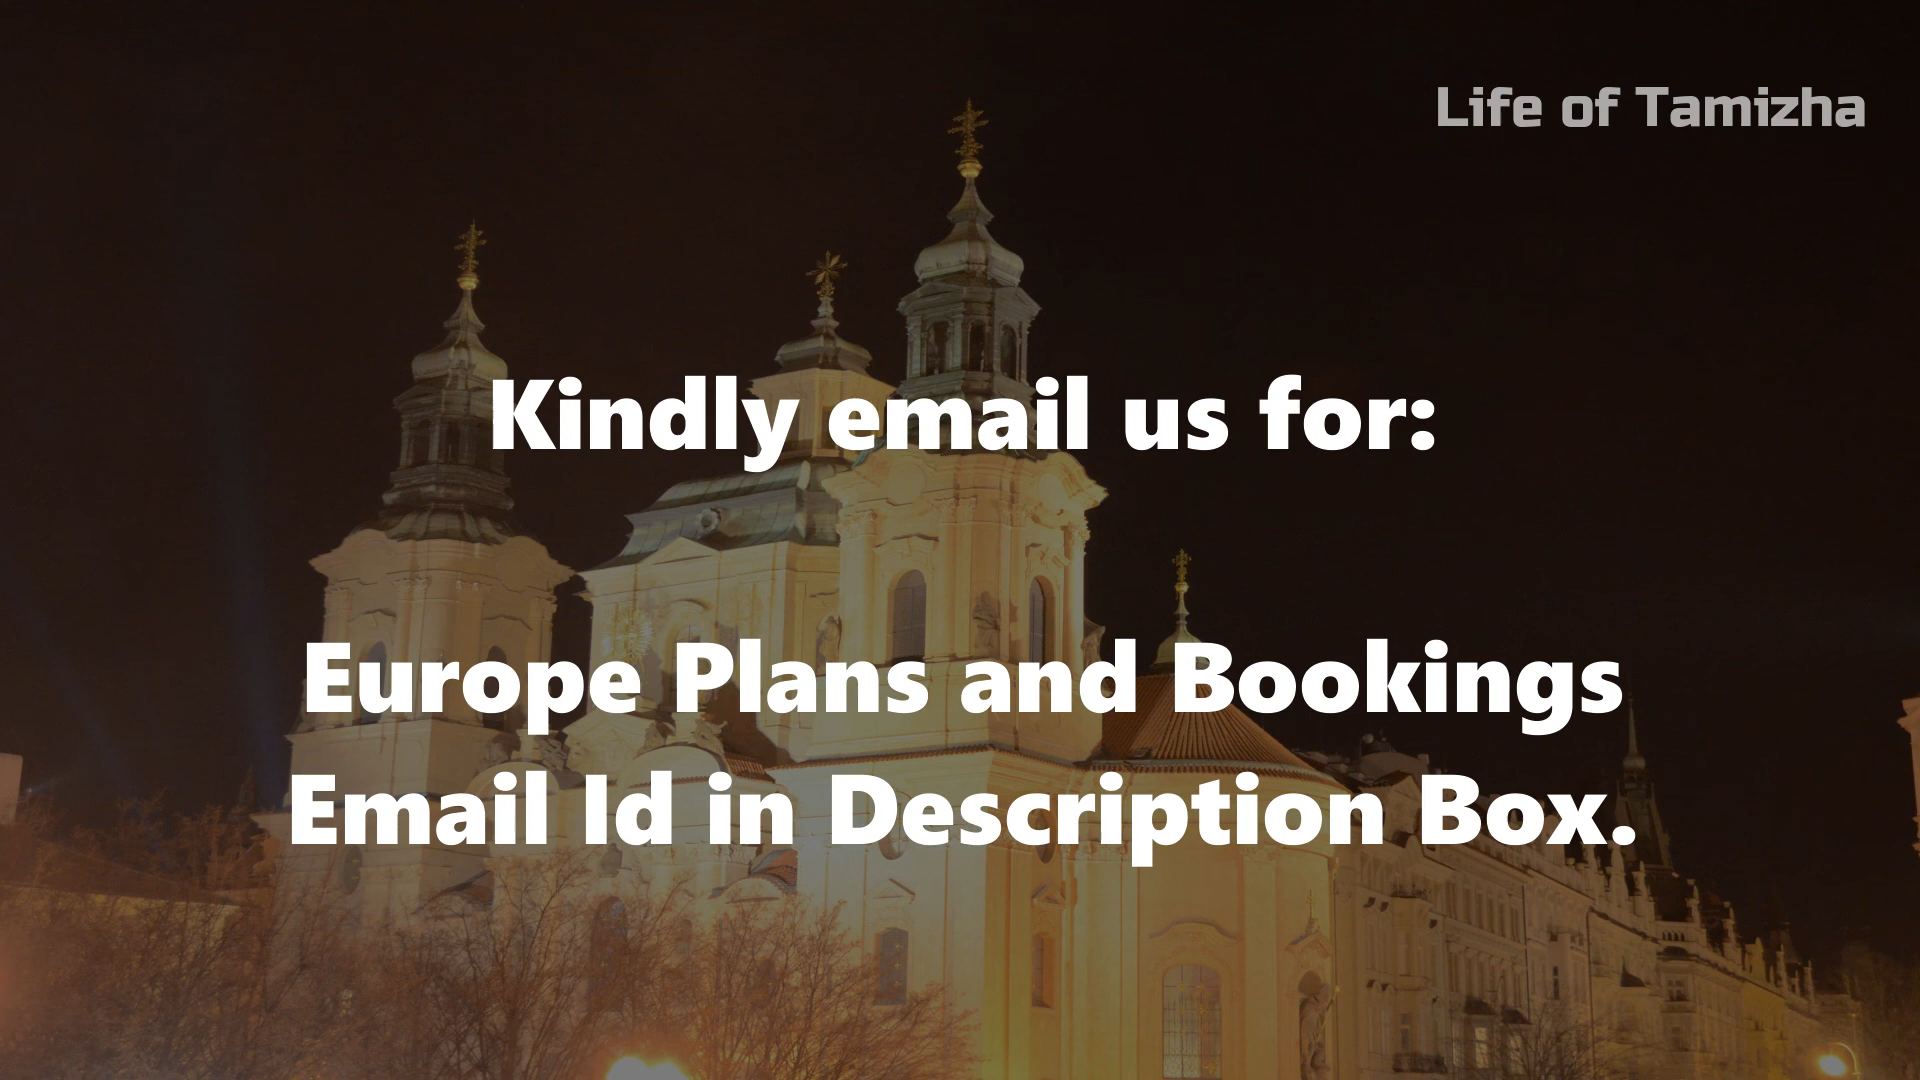 Life of Tamizha
Kindly email us for:
Europe Plans and Bookings
Email Id in Description Box.